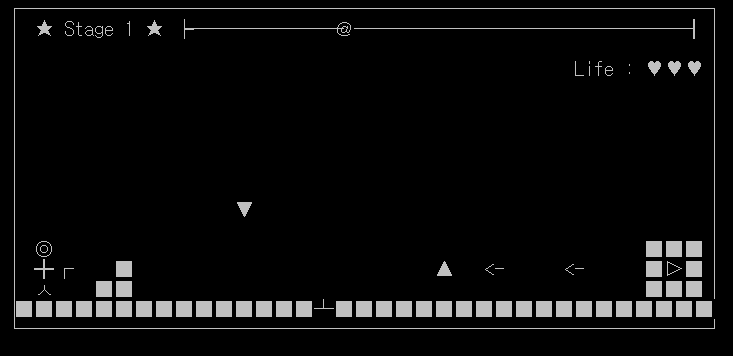 ★ Stage 1 ★
@
Life : ♥♥♥